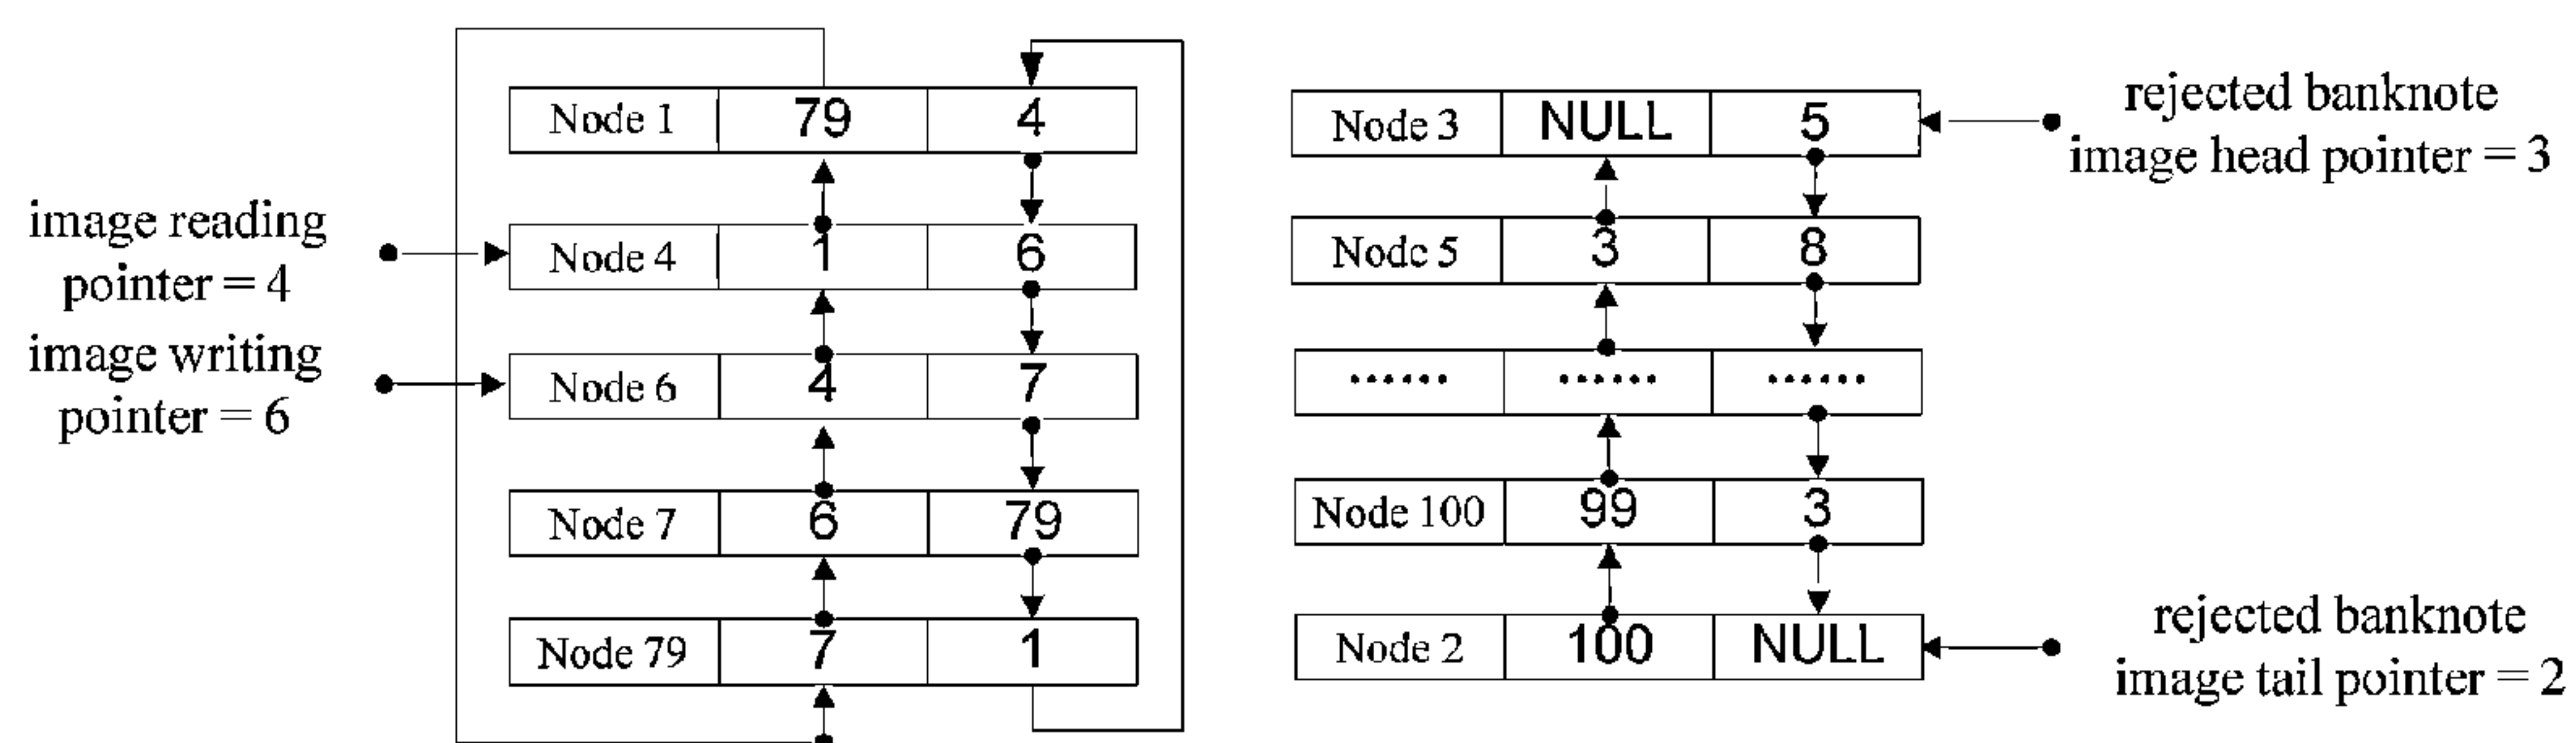 Node 1 79 4
image reading
pointer = 4
Node 4 1 6
image writing
pointer = 6
Node 6 4 7
Node 7 6 79
Node 79 7 1
Node 3 NULL 5
rejected banknote
image head pointer = 3
Node 5 3 8
...... ...... ......
Node 100 99 3
Node 2 100 NULL
rejected banknote
image tail pointer = 2